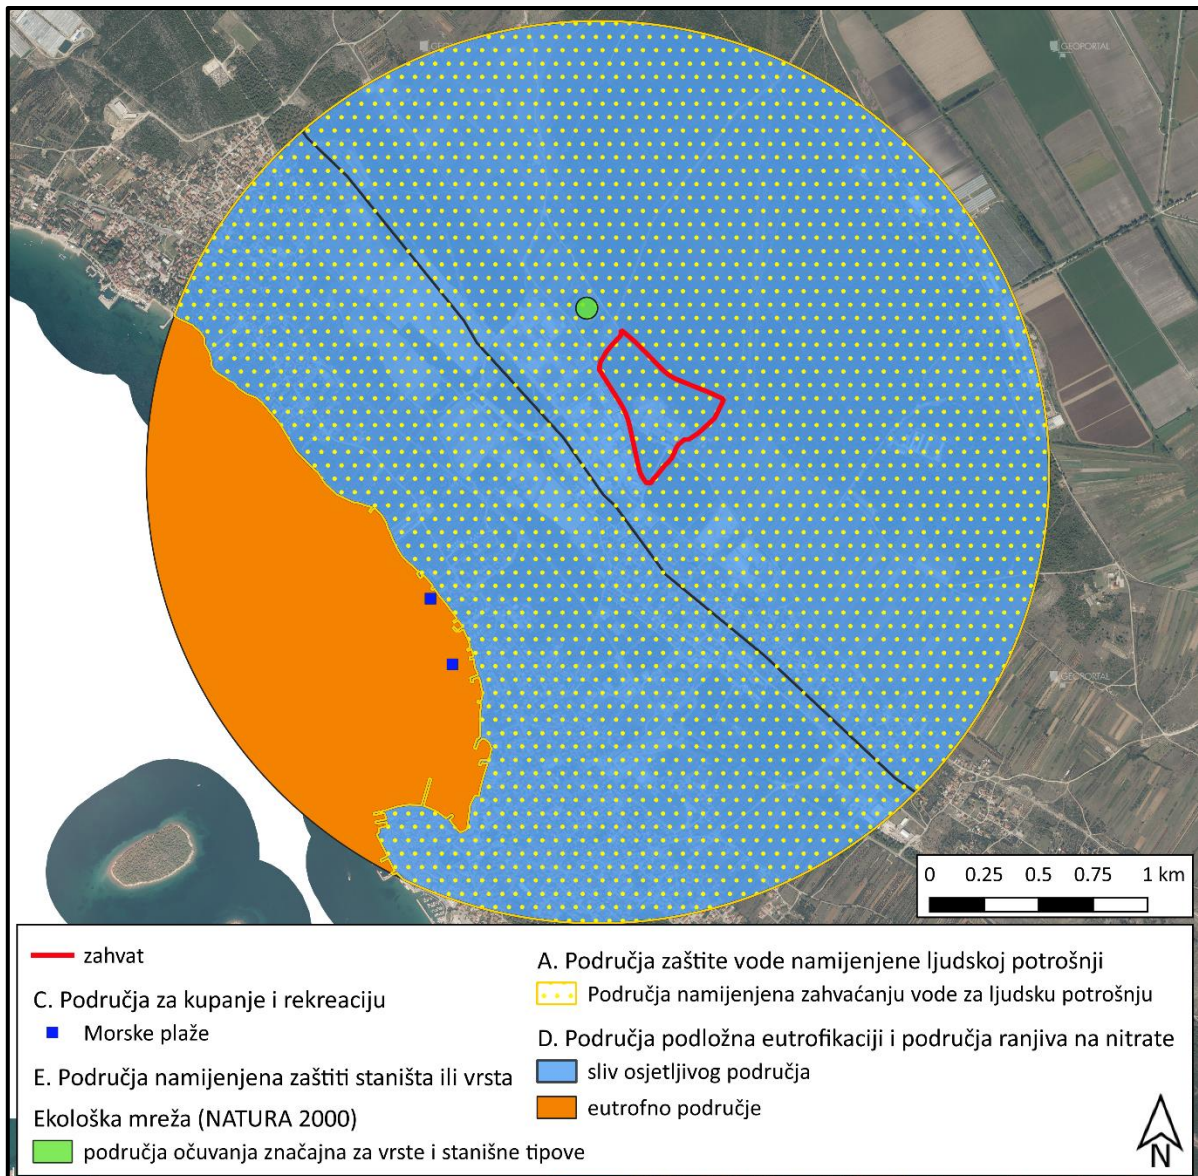 GEOPORTAL
GEOPORTAL
0 0.25 0.5 0.75 1 km
zahvat
C. Područja za kupanje i rekreaciju
Morske plaže
E. Područja namijenjena zaštiti staništa ili vrsta
Ekološka mreža (NATURA 2000)
područja očuvanja značajna za vrste i stanišne tipove
A. Područja zaštite vode namijenjene ljudskoj potrošnji
Područja namijenjena zahvaćanju vode za ljudsku potrošnju
D. Područja podložna eutrofikaciji i područja ranjiva na nitrate
sliv osjetljivog područja
eutrofno područje
N